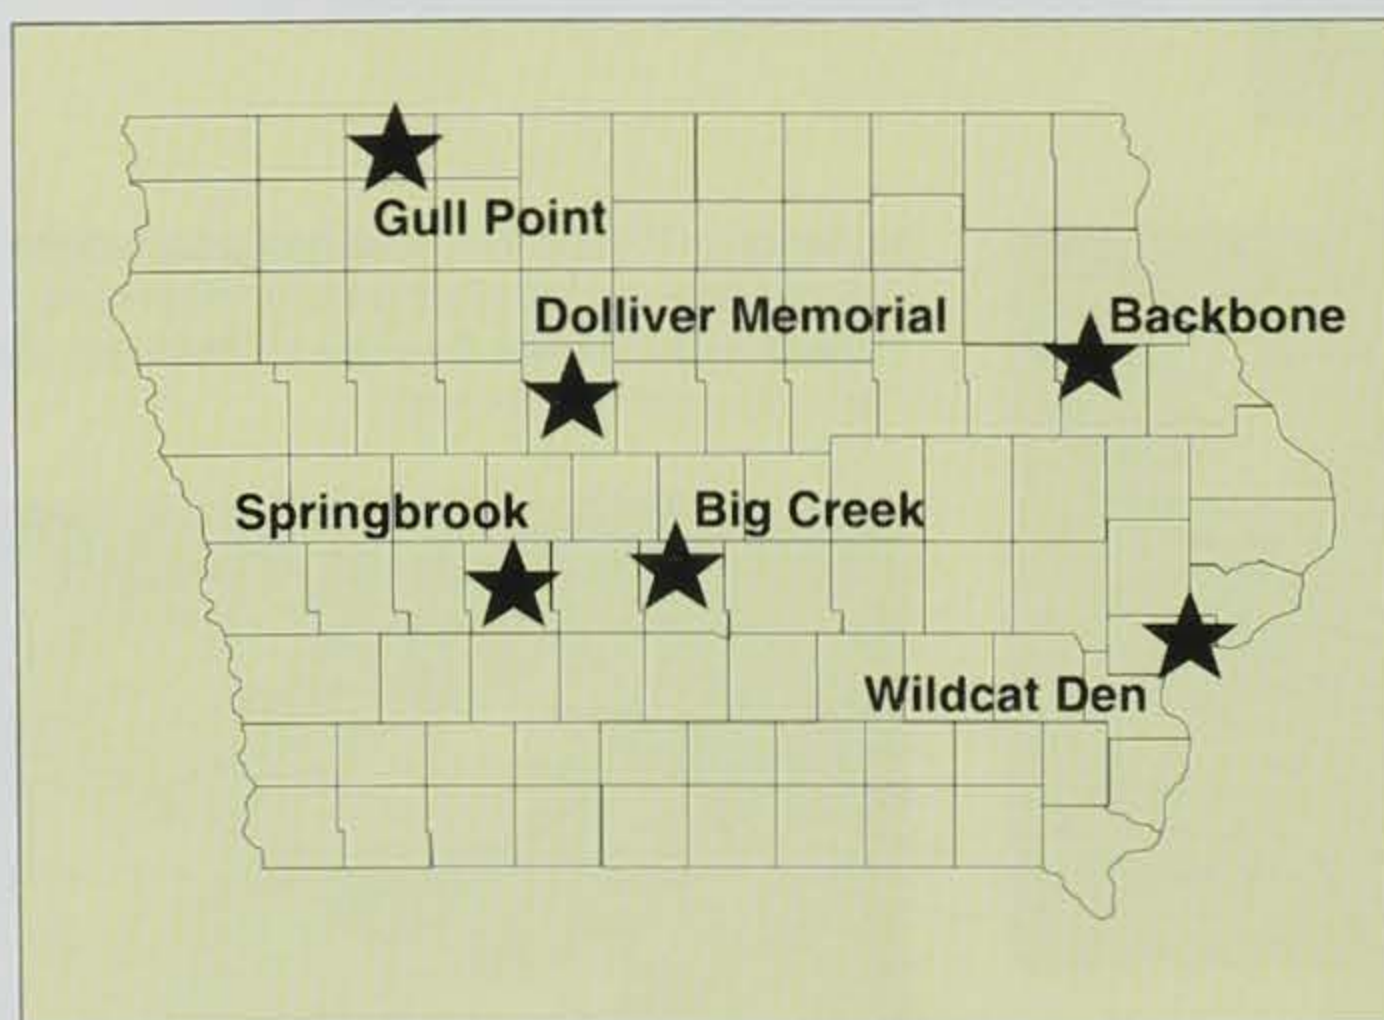 Gull Point
Dolliver Memorial
Backbone
Springbrook
Big Creek
Wildcat Den